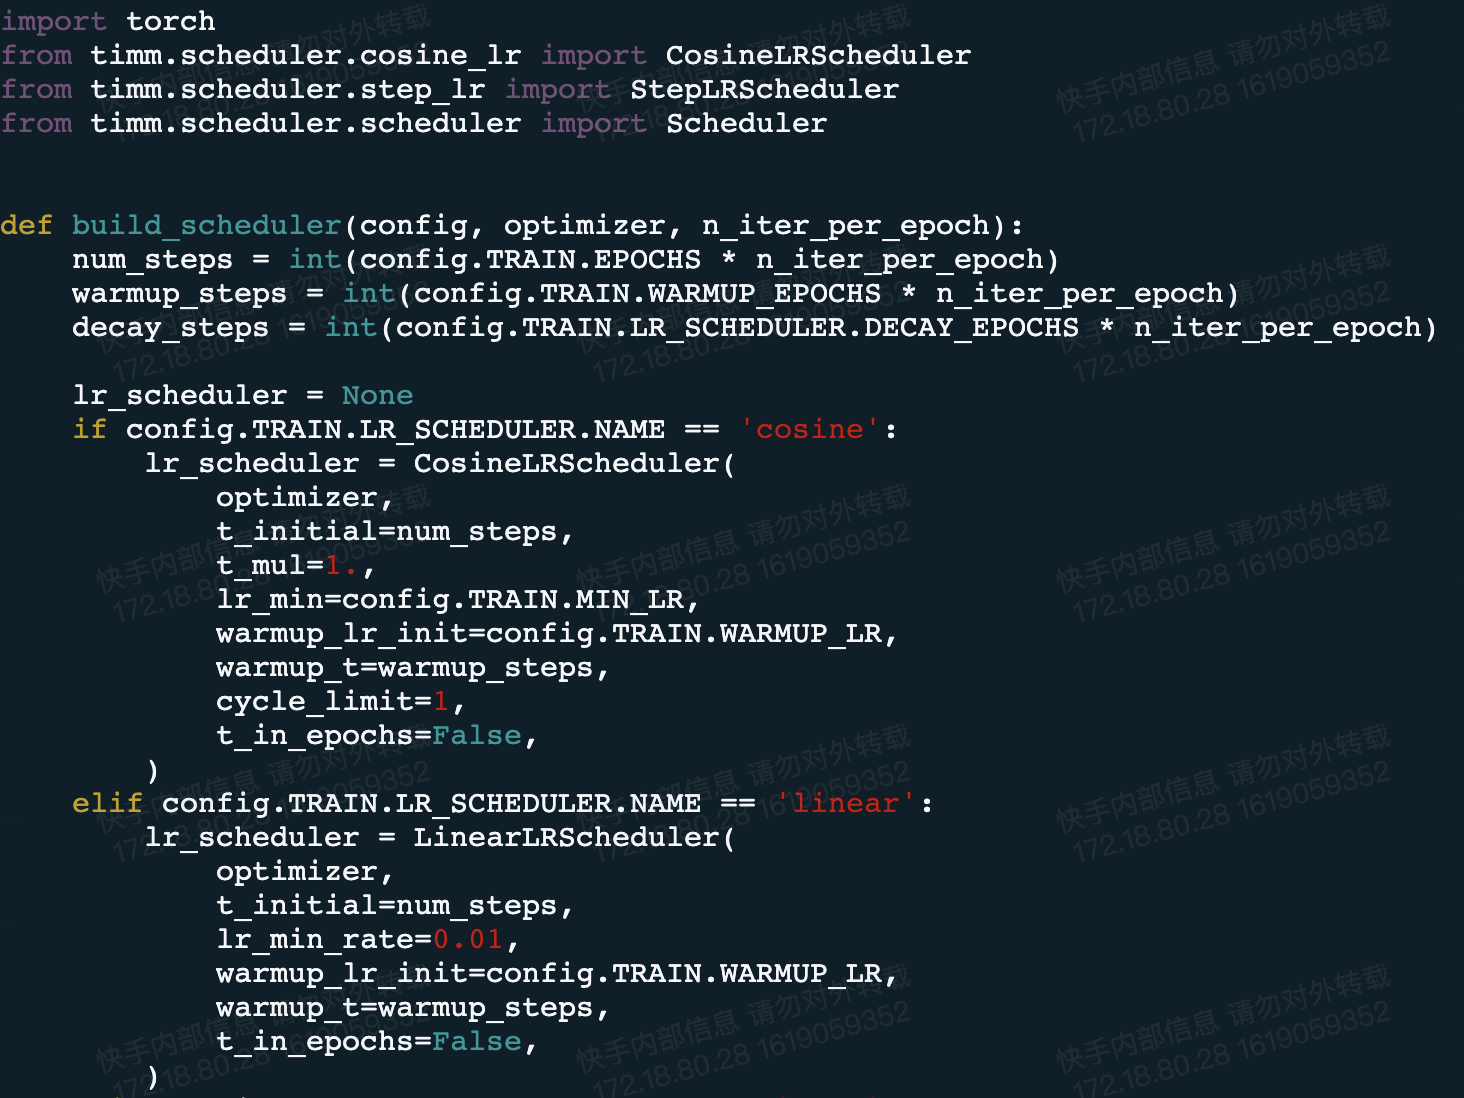 import torch
from timm.scheduler.cosine_lr import CosineLRScheduler
from timm.scheduler.step_lr import StepLRScheduler
from timm.scheduler.scheduler import Scheduler
def build_scheduler(config, optimizer, n_iter_per_epoch):
    num_steps = int(config.TRAIN.EPOCHS * n_iter_per_epoch)
    warmup_steps = int(config.TRAIN.WARMUP_EPOCHS * n_iter_per_epoch)
    decay_steps = int(config.TRAIN.LR_SCHEDULER.DECAY_EPOCHS * n_iter_per_epoch)
    lr_scheduler = None
    if config.TRAIN.LR_SCHEDULER.NAME == 'cosine':
        lr_scheduler = CosineLRScheduler(
            optimizer,
            t_initial=num_steps,
            t_mul=1.,
            lr_min=config.TRAIN.MIN_LR,
            warmup_lr_init=config.TRAIN.WARMUP_LR,
            warmup_t=warmup_steps,
            cycle_limit=1,
            t_in_epochs=False,
        )
    elif config.TRAIN.LR_SCHEDULER.NAME == 'linear':
        lr_scheduler = LinearLRScheduler(
            optimizer,
            t_initial=num_steps,
            lr_min_rate=0.01,
            warmup_lr_init=config.TRAIN.WARMUP_LR,
            warmup_t=warmup_steps,
            t_in_epochs=False,
        )
快手内部信息 请勿对外转载
172.18.80.28 1619059352